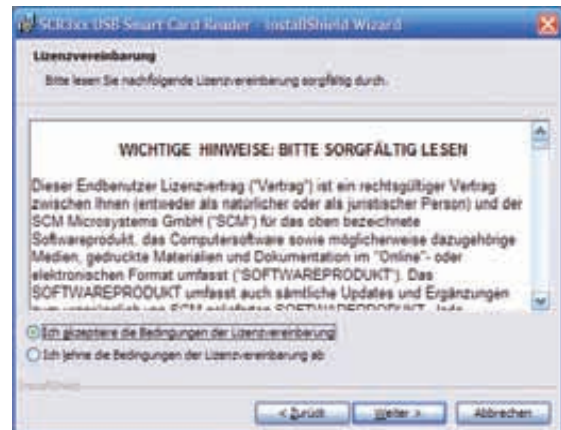 SCR3xx USB Smart Card Reader - InstallShield Wizard
Lizenzvereinbarung
Bitte lesen Sie nachfolgende Lizenzvereinbarung sorgfältig durch.
WICHTIGE HINWEISE: BITTE SORGFÄLTIG LESEN
Dieser Endbenutzer Lizenzvertrag ("Vertrag") ist ein rechtsgültiger Vertrag
zwischen Ihnen (entweder als natürlicher oder als juristischer Person) und der
SCM Microsystems GmbH ("SCM") für das oben bezeichnete
Softwareprodukt, das Computersoftware sowie möglicherweise dazugehörige
Medien, gedruckte Materialien und Dokumentation im "Online"- oder
elektronischen Format umfasst ("SOFTWAREPRODUKT"). Das
SOFTWAREPRODUKT umfasst auch sämtliche Updates und Ergänzungen
Ich akzeptiere die Bedingungen der Lizenzvereinbarung
Ich lehne die Bedingungen der Lizenzvereinbarung ab
InstallShield
< Zurück
Weiter >
Abbrechen